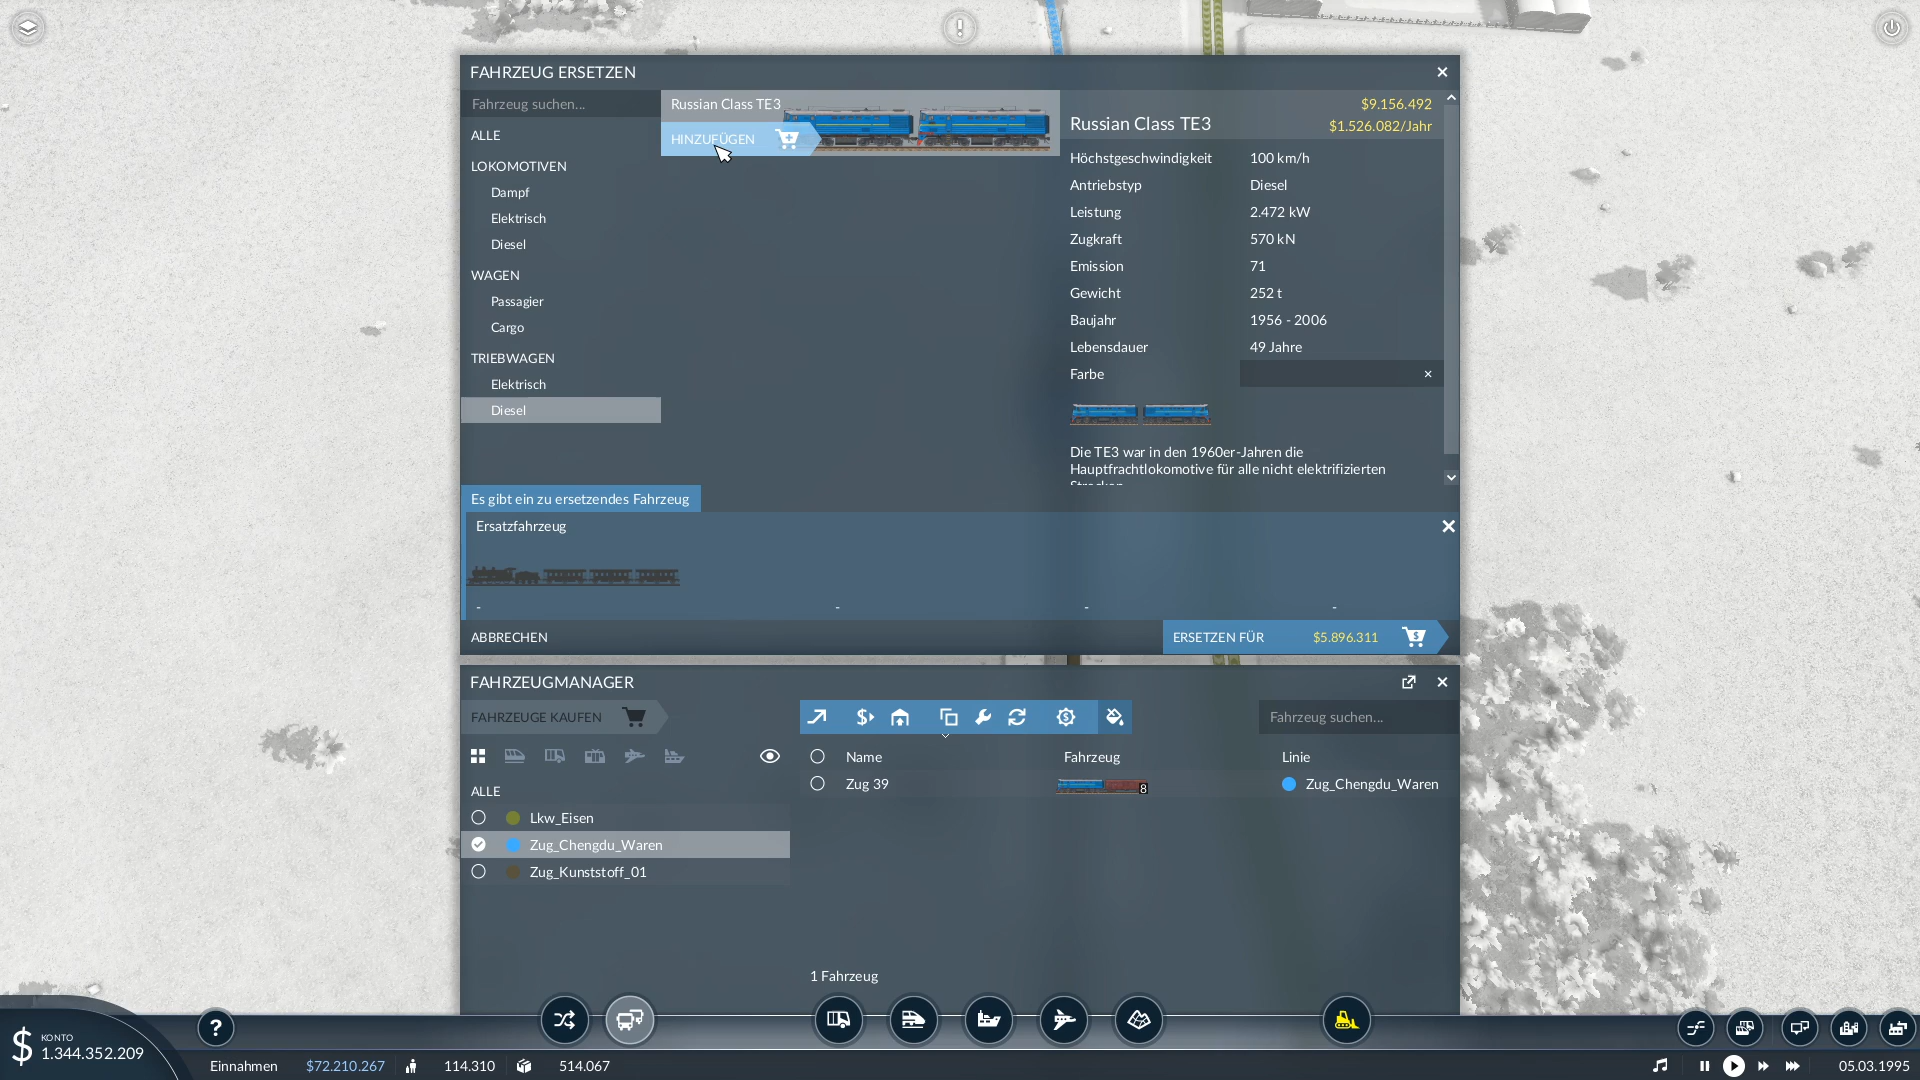 FAHRZEUG ERSETZEN
Fahrzeug suchen...
ALLE
LOKOMOTIVEN
Dampf
Elektrisch
Diesel
WAGEN
Passagier
Cargo
TRIEBWAGEN
Elektrisch
Diesel
Russian Class TE3
HINZUFÜGEN
$9.156.492
Russian Class TE3
$1.526.082/Jahr
Höchstgeschwindigkeit 100 km/h
Antriebstyp Diesel
Leistung 2.472 kW
Zugkraft 570 kN
Emission 71
Gewicht 252 t
Baujahr 1956 - 2006
Lebensdauer 49 Jahre
Farbe
Die TE3 war in den 1960er-Jahren die
Hauptfrachtlokomotive für alle nicht elektrifizierten
Strecken
Es gibt ein zu ersetzendes Fahrzeug
Ersatzfahrzeug
- - - -
ABBRECHEN
ERSETZEN FÜR $5.896.311
FAHRZEUGMANAGER
FAHRZEUGE KAUFEN
Fahrzeug suchen...
ALLE
Lkw_Eisen
Zug_Chengdu_Waren
Zug_Kunststoff_01
Name Fahrzeug Linie
Zug 39 8 Zug_Chengdu_Waren
1 Fahrzeug
KONTO
$ 1.344.352.209
?
Einnahmen $72.210.267 114.310 514.067
05.03.1995